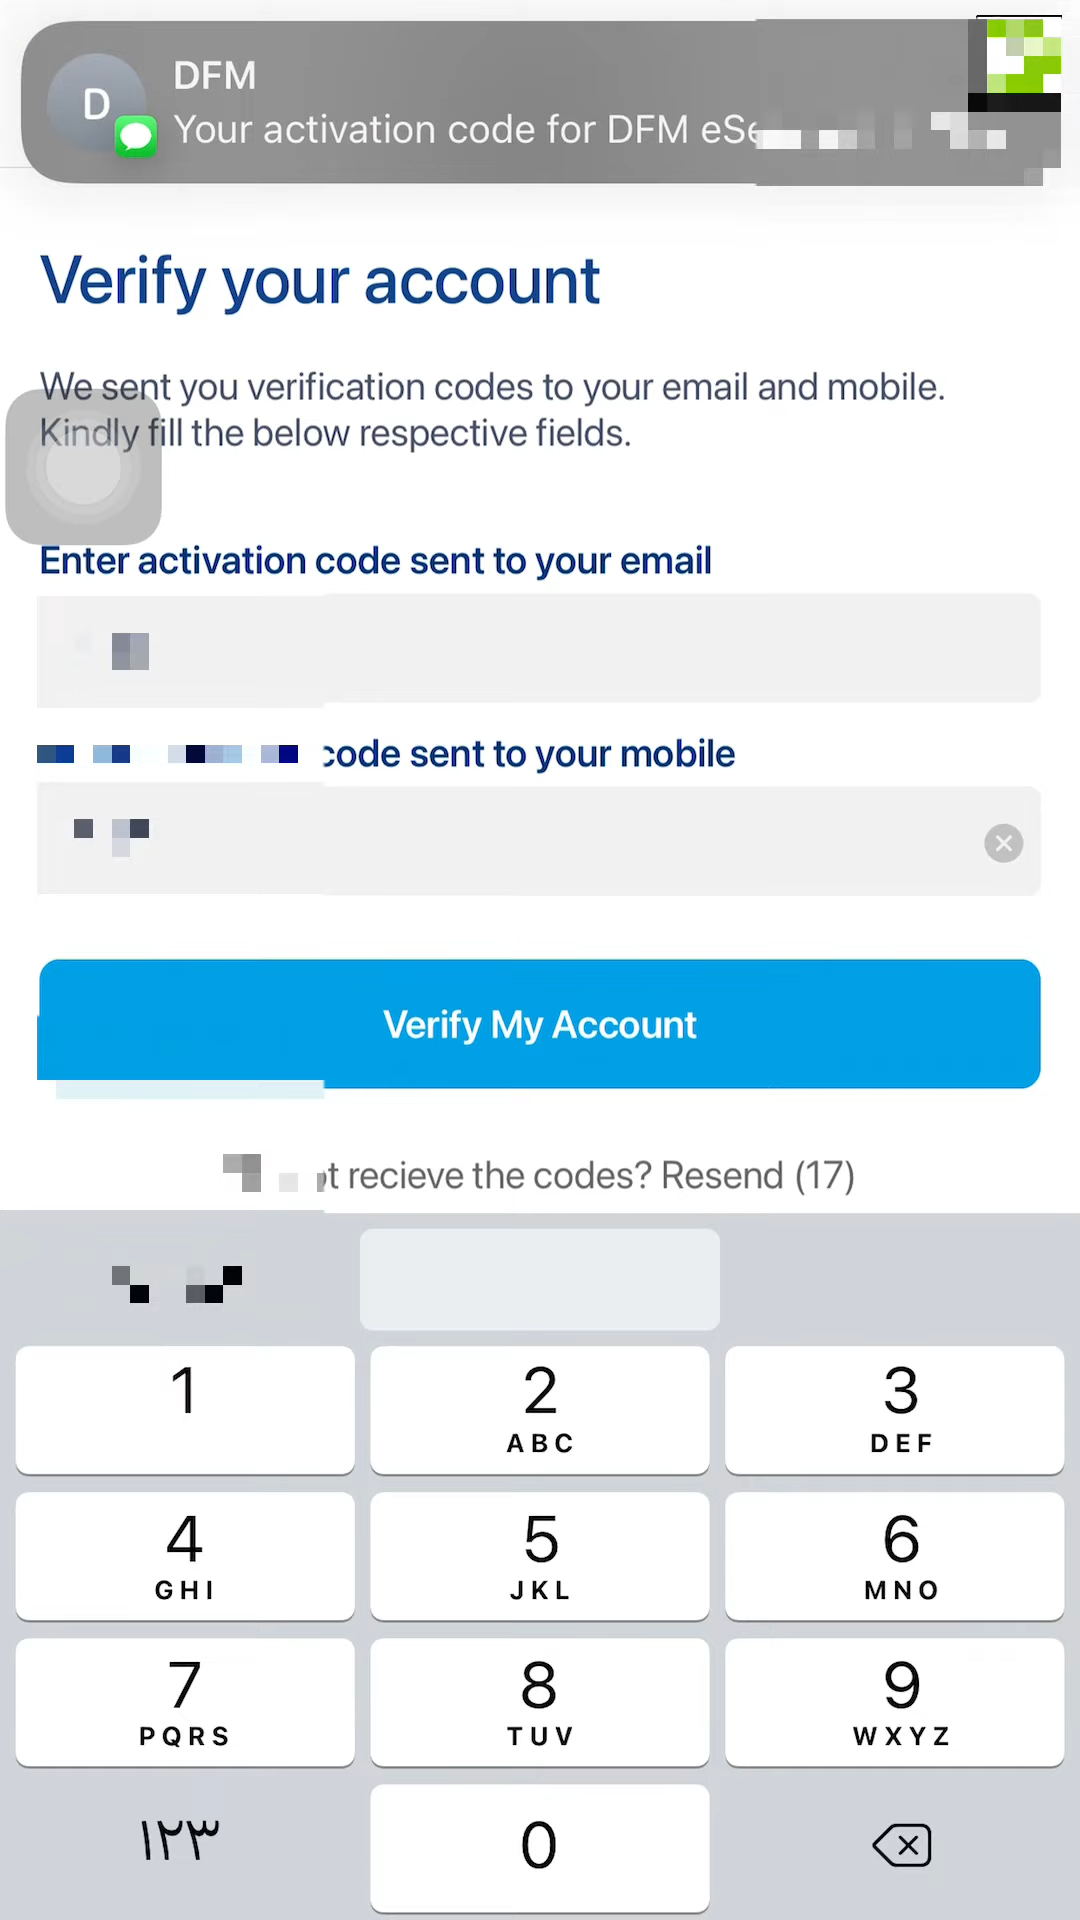 D
DFM
Your activation code for DFM
Verify your account
We sent you verification codes to your email and mobile.
Kindly fill the below respective fields.
Enter activation code sent to your email
code sent to your mobile
Verify My Account
recieve the codes? Resend (17)
1
2
ABC
3
DEF
4
GHI
5
JKL
6
MNO
7
PQRS
8
TUV
9
WXYZ
١٢٣
0